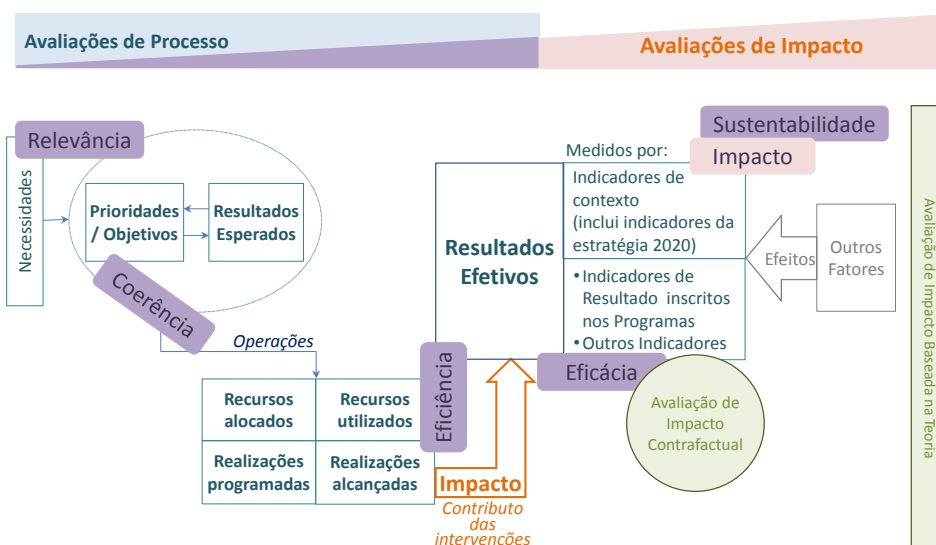 Avaliações de Processo
Avaliações de Impacto
Relevância
Necessidades
Prioridades
/ Objetivos
Resultados
Esperados
Coerência
Operações
Recursos
alocados
Recursos
utilizados
Realizações
programadas
Realizações
alcançadas
Eficiência
Impacto
Contributo
das
intervenções
Resultados
Efetivos
Medidos por:
Indicadores de
contexto
(inclui indicadores da
estratégia 2020)
•Indicadores de
Resultado inscritos
nos Programas
•Outros Indicadores
Eficácia
Sustentabilidade
Impacto
Efeitos
Outros
Fatores
Avaliação de
Impacto
Contrafactual
Avaliação de Impacto Baseada na Teoria